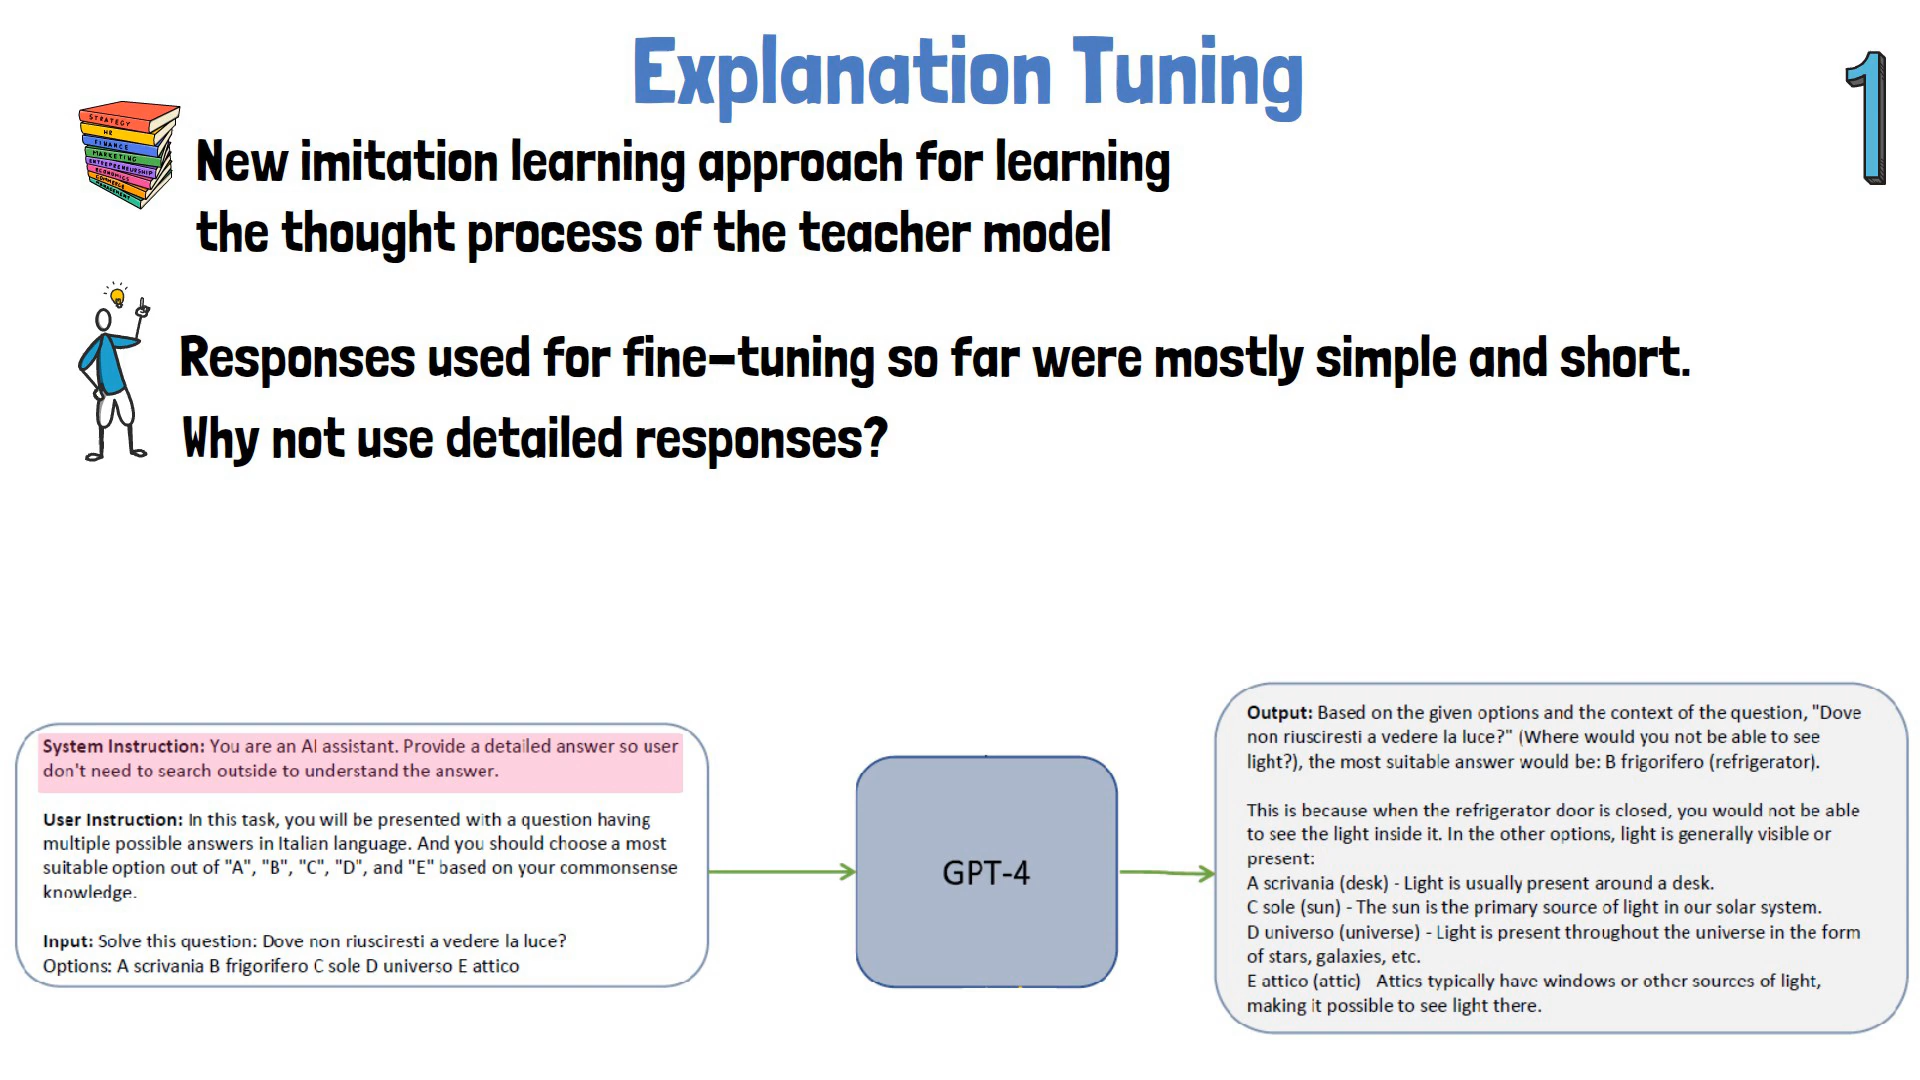 Explanation Tuning
1
STRATEGY
HR
FINANCE
MARKETING
ENTREPRENEURSHIP
ECONOMICS
COMMERCE
MANAGEMENT
New imitation learning approach for learning
the thought process of the teacher model
Responses used for fine-tuning so far were mostly simple and short.
Why not use detailed responses?
System Instruction: You are an AI assistant. Provide a detailed answer so user
don't need to search outside to understand the answer.
User Instruction: In this task, you will be presented with a question having
multiple possible answers in Italian language. And you should choose a most
suitable option out of "A", "B", "C", "D", and "E" based on your commonsense
knowledge.
Input: Solve this question: Dove non riusciresti a vedere la luce?
Options: A scrivania B frigorifero C sole D universo E attico
GPT-4
Output: Based on the given options and the context of the question, "Dove
non riusciresti a vedere la luce?" (Where would you not be able to see
light?), the most suitable answer would be: B frigorifero (refrigerator).
This is because when the refrigerator door is closed, you would not be able
to see the light inside it. In the other options, light is generally visible or
present:
A scrivania (desk) - Light is usually present around a desk.
C sole (sun) - The sun is the primary source of light in our solar system.
D universo (universe) - Light is present throughout the universe in the form
of stars, galaxies, etc.
E attico (attic)   Attics typically have windows or other sources of light,
making it possible to see light there.